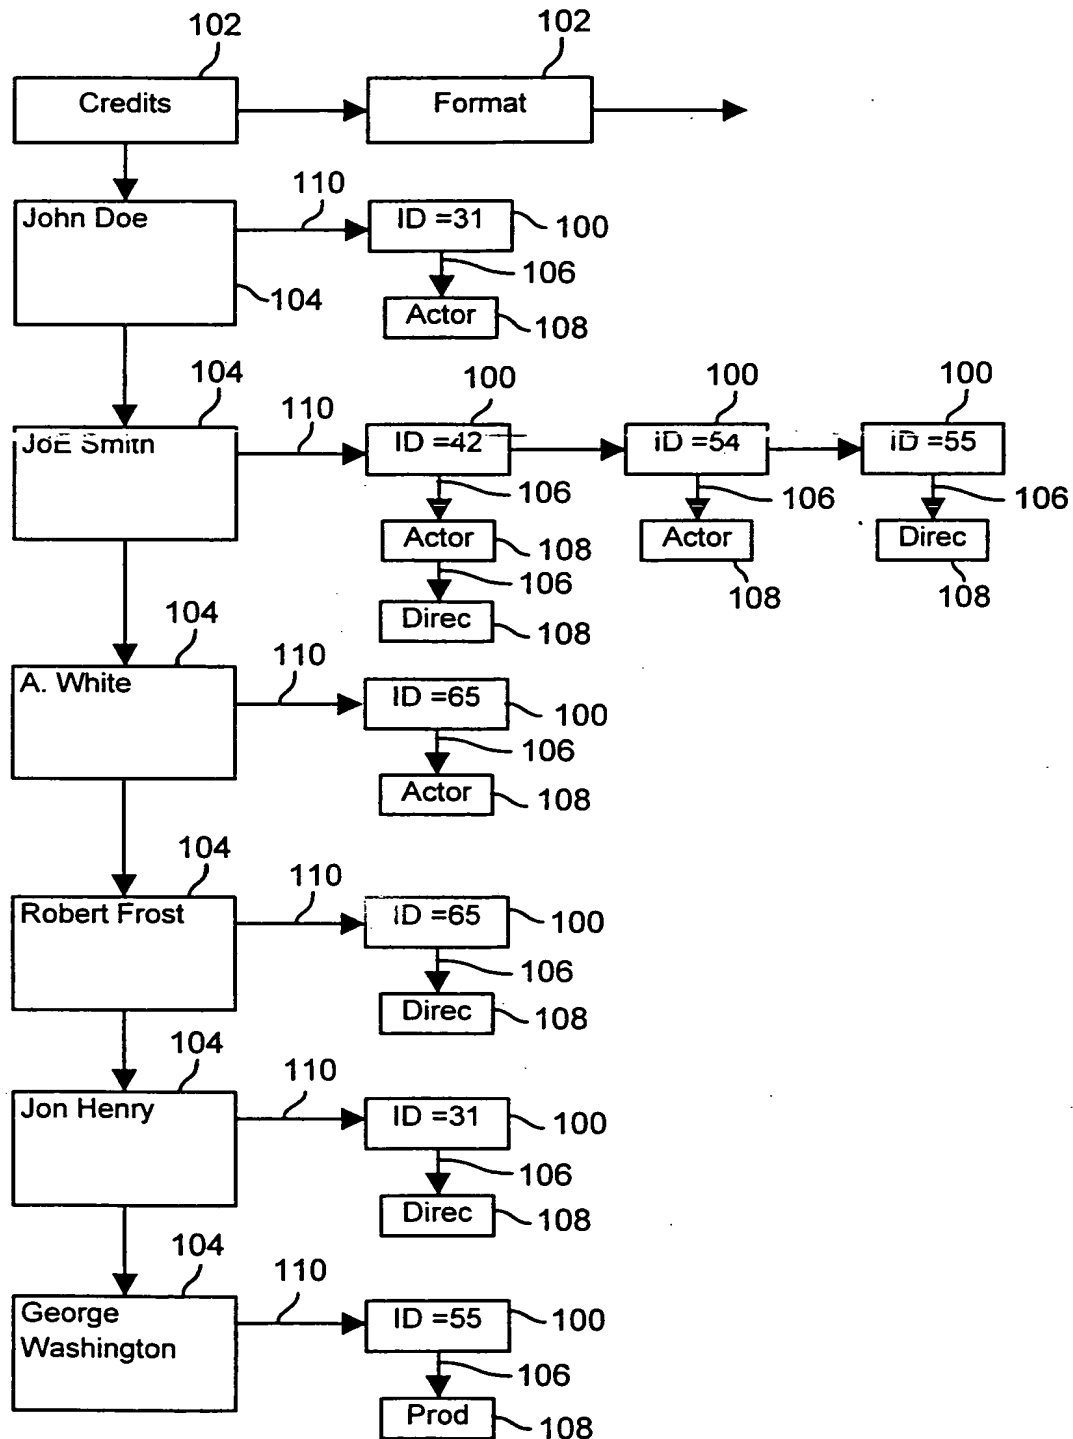 102
102
Credits
Format
110
John Doe
ID =31
100
106
104
Actor
108
104
110
100
100
100
JoE Smith
ID =42
ID =54
ID =55
106
106
106
Actor
108
Actor
Direc
106
108
108
Direc
108
104
110
A. White
ID =65
100
106
Actor
108
104
110
Robert Frost
ID =65
100
106
Direc
108
104
110
Jon Henry
ID =31
100
106
Direc
108
104
110
George
Washington
ID =55
100
106
Prod
108